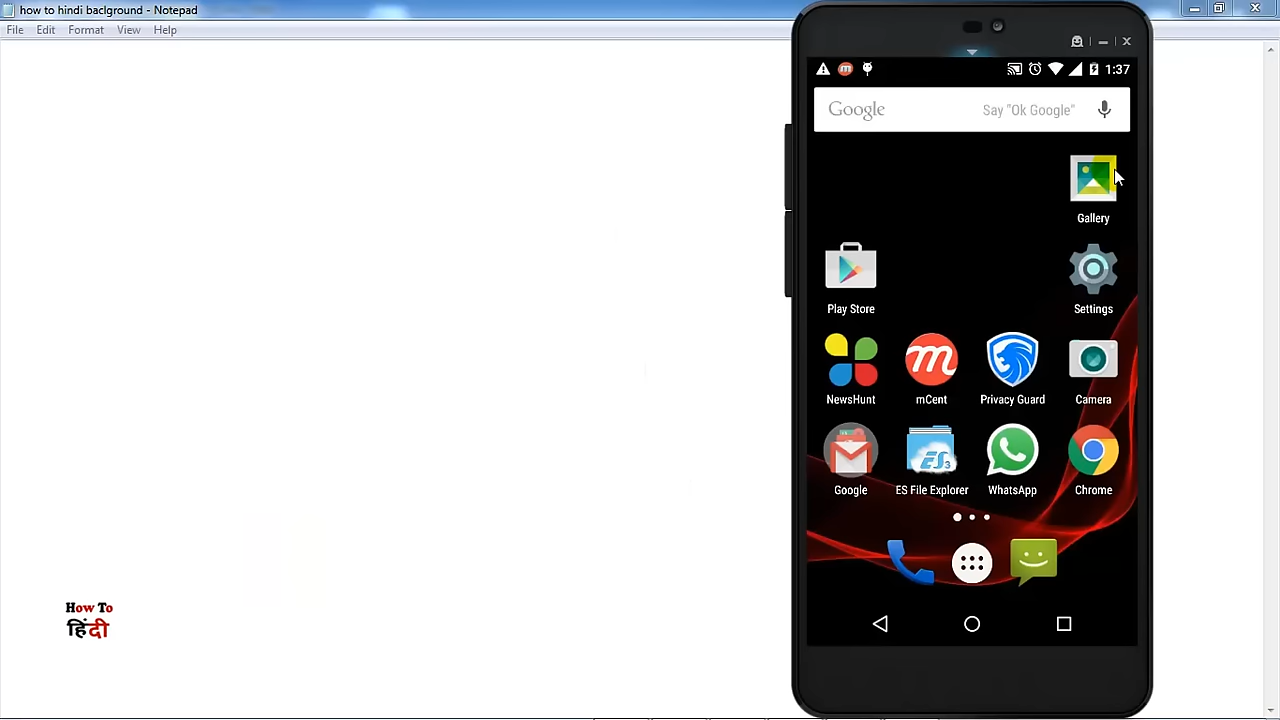 how to hindi baclground - Notepad
File Edit Format View Help
1:37
Google Say "Ok Google"
Gallery
Play Store Settings
NewsHunt mCent Privacy Guard Camera
Google ES File Explorer WhatsApp Chrome
How To
हिंदी